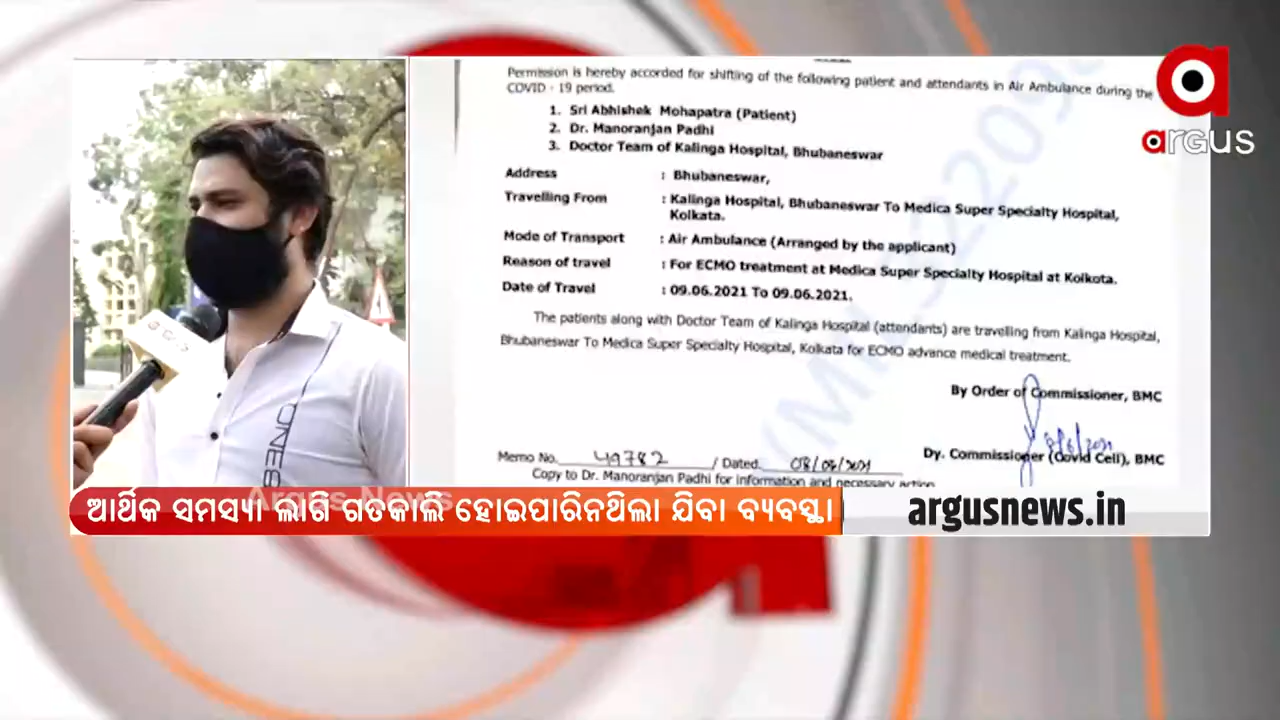 Permission is hereby accorded for shifting of the following patient and attendants in Air Ambulance during the
COVID - 19 period.
1. Sri Abhishek Mohapatra (Patient)
2. Dr. Manoranjan Padhi
3. Doctor Team of Kalinga Hospital, Bhubaneswar
Address : Bhubaneswar,
Travelling From : Kalinga Hospital, Bhubaneswar To Medica Super Specialty Hospital,
Kolkata.
Mode of Transport : Air Ambulance (Arranged by the applicant)
Reason of travel : For ECMO treatment at Medica Super Specialty Hospital at Kolkota.
Date of Travel : 09.06.2021 To 09.06.2021.
The patients along with Doctor Team of Kalinga Hospital (attendants) are travelling from Kalinga Hospital,
Bhubaneswar To Medica Super Specialty Hospital, Kolkata for ECMO advance medical treatment.
By Order of Commissioner, BMC
Dy. Commissioner (Covid Cell), BMC
Memo No. 49782 / Dated. 08/06/2021
Copy to Dr. Manoranjan Padhi for information and necessary action
argus
Argus News
ଆର୍ଥିକ ସମସ୍ୟା ଲାଗି ଗତକାଲି ହୋଇପାରିନଥିଲା ଯିବା ବ୍ୟବସ୍ଥା
argusnews.in